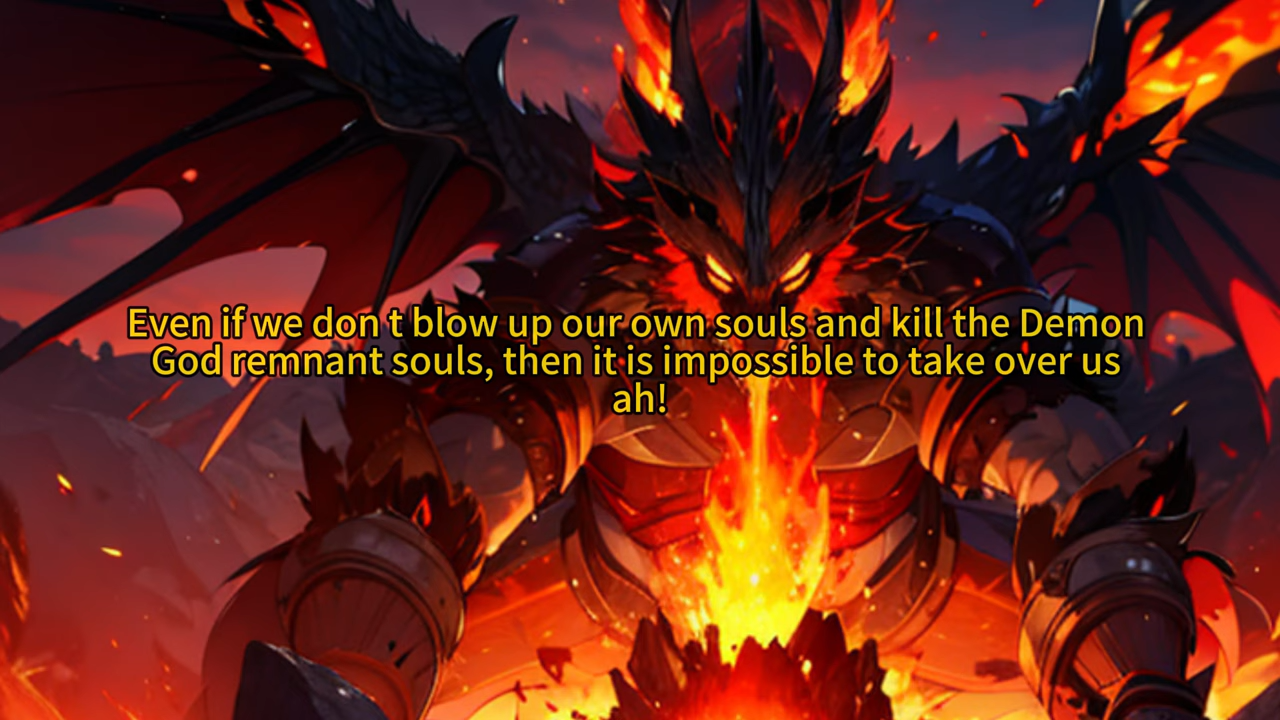 Even if we don t blow up our own souls and kill the Demon
God remnant souls, then it is impossible to take over us
ah!